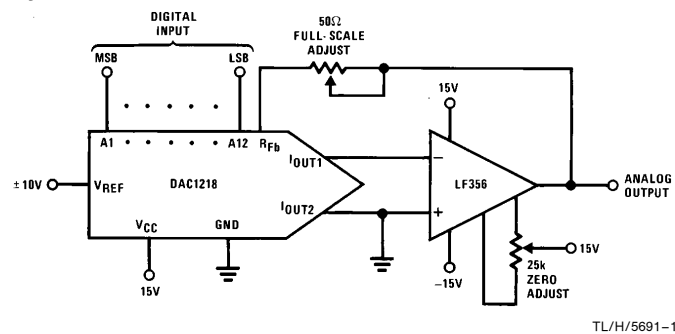 DIGITAL
INPUT
MSB
LSB
50Ω
FULL-SCALE
ADJUST
15V
A1
A12
RFb
IOUT1
±10V
VREF
DAC1218
LF356
ANALOG
OUTPUT
IOUT2
VCC
GND
15V
-15V
15V
25k
ZERO
ADJUST
TL/H/5691-1